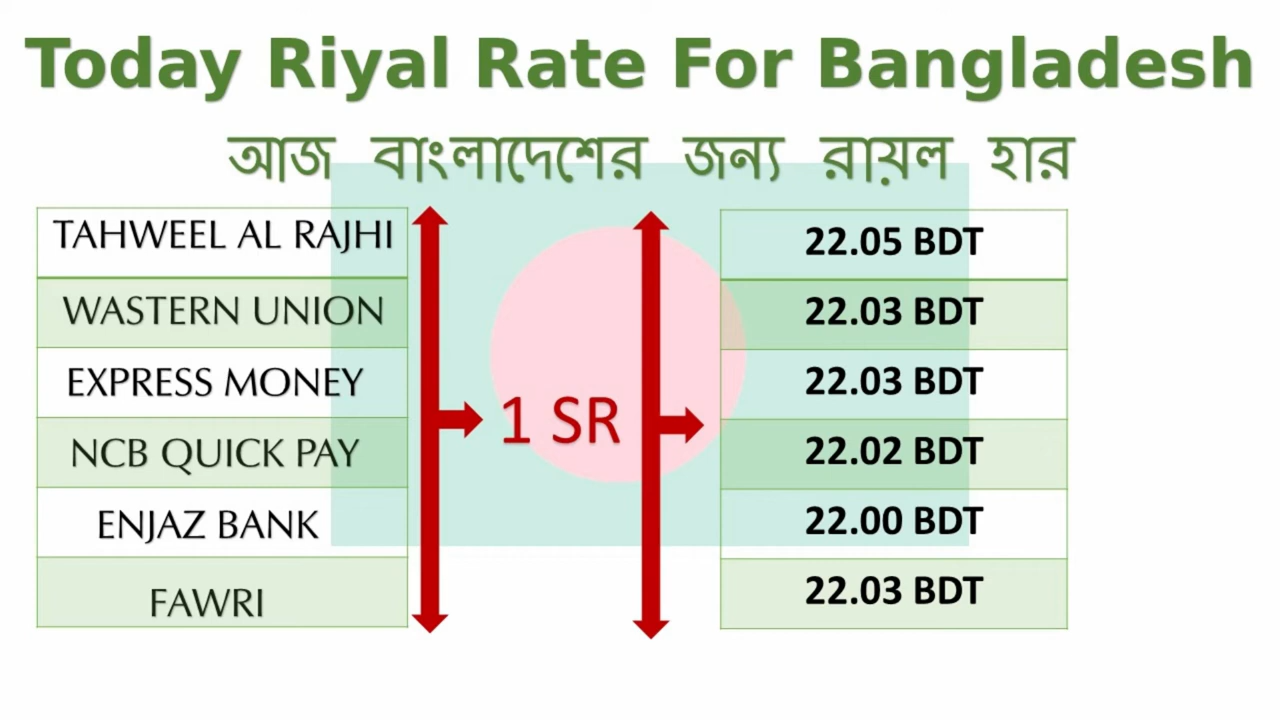 Today Riyal Rate For Bangladesh
আজ বাংলাদেশের জন্য রায়ল হার
TAHWEEL AL RAJHI 22.05 BDT
WASTERN UNION 22.03 BDT
EXPRESS MONEY 22.03 BDT
1 SR
NCB QUICK PAY 22.02 BDT
ENJAZ BANK 22.00 BDT
FAWRI 22.03 BDT